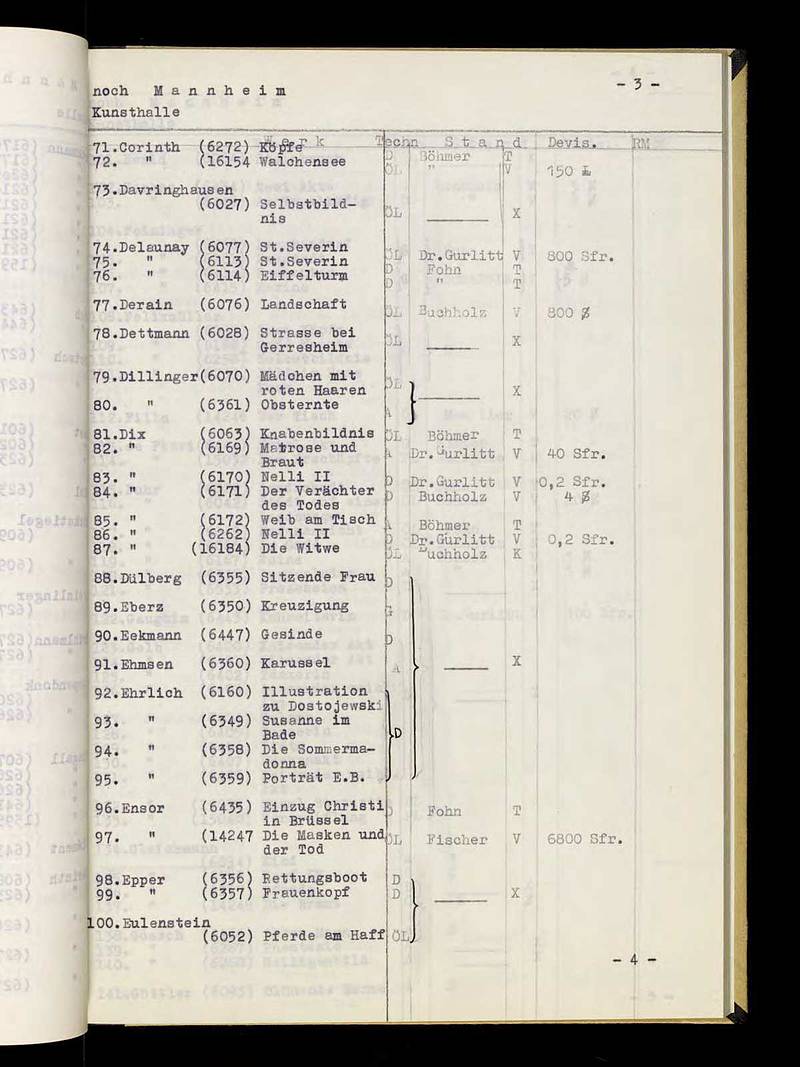 noch M a n n h e i m
- 3 -
Kunsthalle
W e r k Techn S t a n d Devis. RM
71.Corinth (6272) Köpfe D Böhmer T
72. " (16154 Walchensee ÖL " V 150 £
73.Davringhausen
(6027) Selbstbild- ÖL ——— X
nis
74.Delaunay (6077) St.Severin ÖL Dr.Gurlitt V 800 Sfr.
75. " (6113) St.Severin D Fohn T
76. " (6114) Eiffelturm D " T
77.Derain (6076) Landschaft ÖL Buchholz V 800 $
78.Dettmann (6028) Strasse bei ÖL ——— X
Gerresheim
79.Dillinger(6070) Mädchen mit ÖL
roten Haaren ——— X
80. " (6361) Obsternte A
81.Dix (6063) Knabenbildnis ÖL Böhmer T
82. " (6169) Matrose und A Dr.Gurlitt V 40 Sfr.
Braut
83. " (6170) Nelli II D Dr.Gurlitt V 0,2 Sfr.
84. " (6171) Der Verächter D Buchholz V 4 $
des Todes
85. " (6172) Weib am Tisch A Böhmer T
86. " (6262) Nelli II D Dr.Gurlitt V 0,2 Sfr.
87. " (16184) Die Witwe ÖL Buchholz K
88.Dülberg (6355) Sitzende Frau D
89.Eberz (6350) Kreuzigung G
90.Eekmann (6447) Gesinde D
91.Ehmsen (6360) Karussel A ——— X
92.Ehrlich (6160) Illustration
zu Dostojewski
93. " (6349) Susanne im
Bade D
94. " (6358) Die Sommerma-
donna
95. " (6359) Porträt E.B.
96.Ensor (6435) Einzug Christi D Fohn T
in Brüssel
97. " (14247 Die Masken und ÖL Fischer V 6800 Sfr.
der Tod
98.Epper (6356) Rettungsboot D
99. " (6357) Frauenkopf D ——— X
100.Eulenstein
(6052) Pferde am Haff ÖL
- 4 -